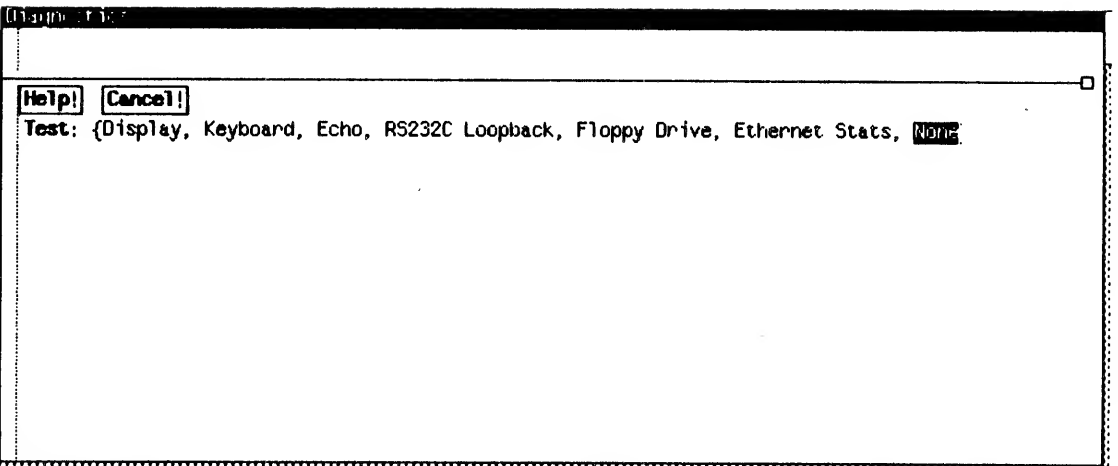 Diagnostics
Help! Cancel!
Test: {Display, Keyboard, Echo, RS232C Loopback, Floppy Drive, Ethernet Stats, None